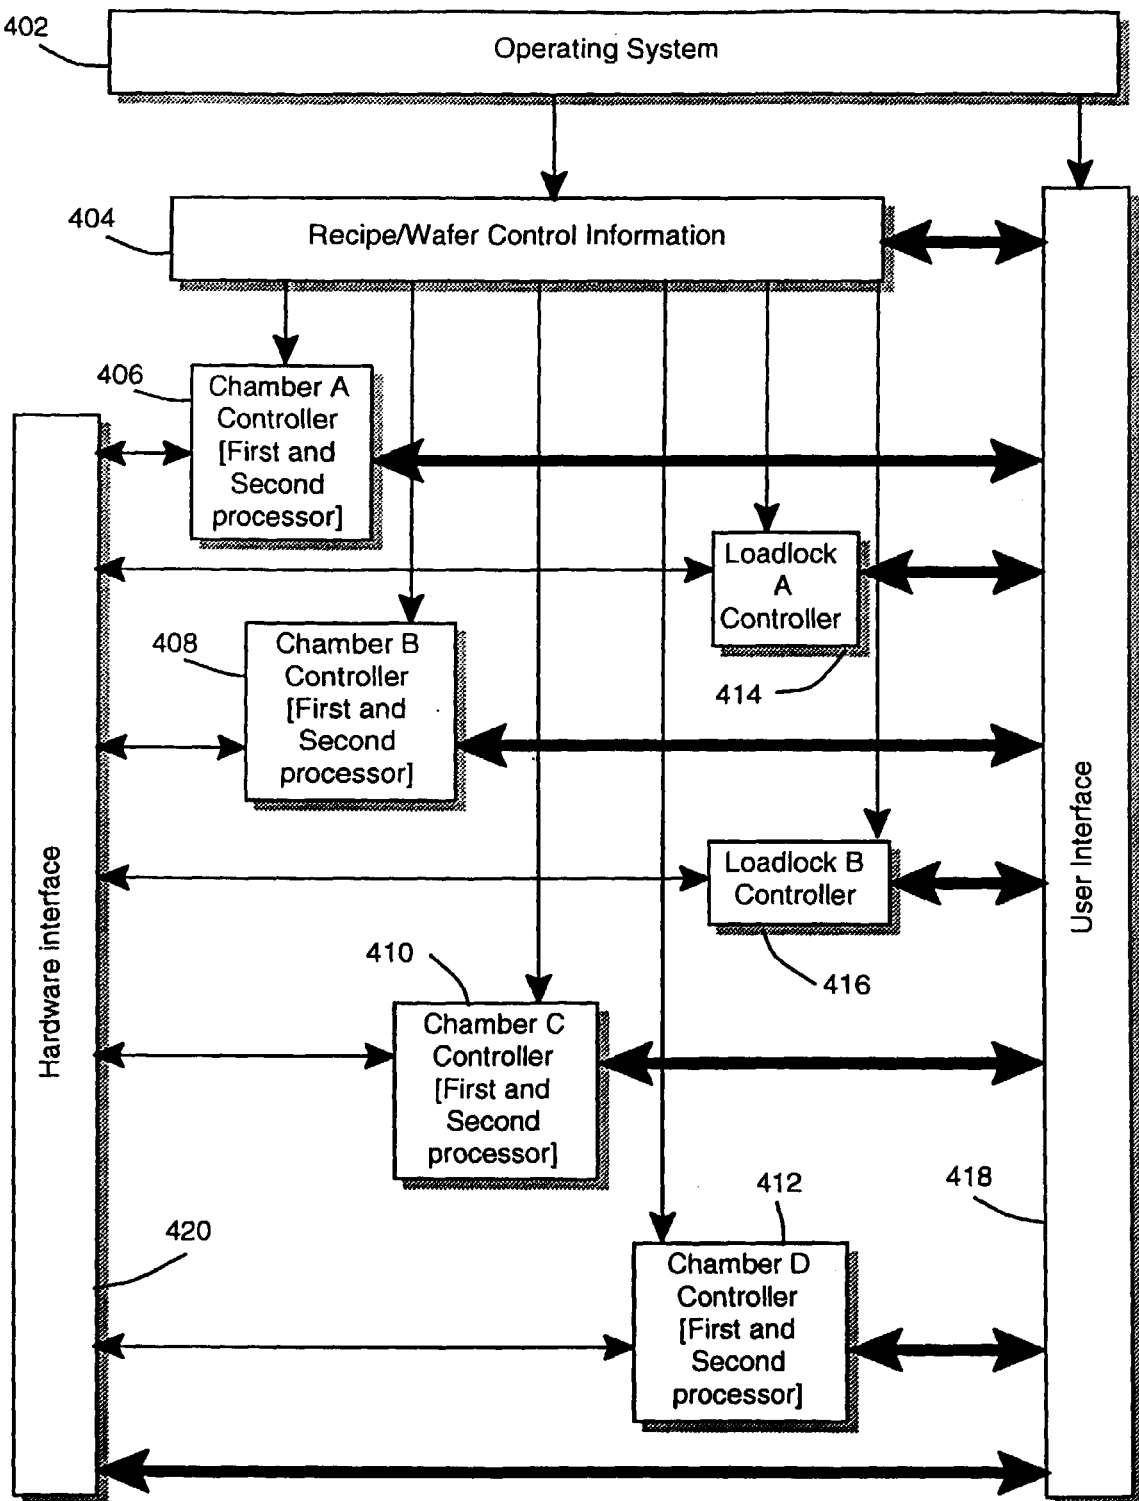 402
Operating System
404
Recipe/Wafer Control Information
406
Chamber A
Controller
[First and
Second
processor]
Loadlock
A
Controller
414
408
Chamber B
Controller
[First and
Second
processor]
Loadlock B
Controller
416
Hardware interface
User Interface
410
Chamber C
Controller
[First and
Second
processor]
412
418
420
Chamber D
Controller
[First and
Second
processor]